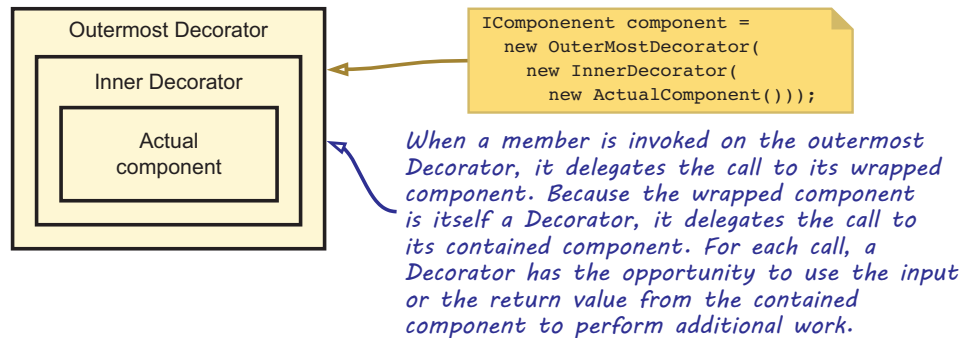 Outermost Decorator
Inner Decorator
Actual
component
IComponenent component =
new OuterMostDecorator(
new InnerDecorator(
new ActualComponent()));
When a member is invoked on the outermost
Decorator, it delegates the call to its wrapped
component. Because the wrapped component
is itself a Decorator, it delegates the call to
its contained component. For each call, a
Decorator has the opportunity to use the input
or the return value from the contained
component to perform additional work.